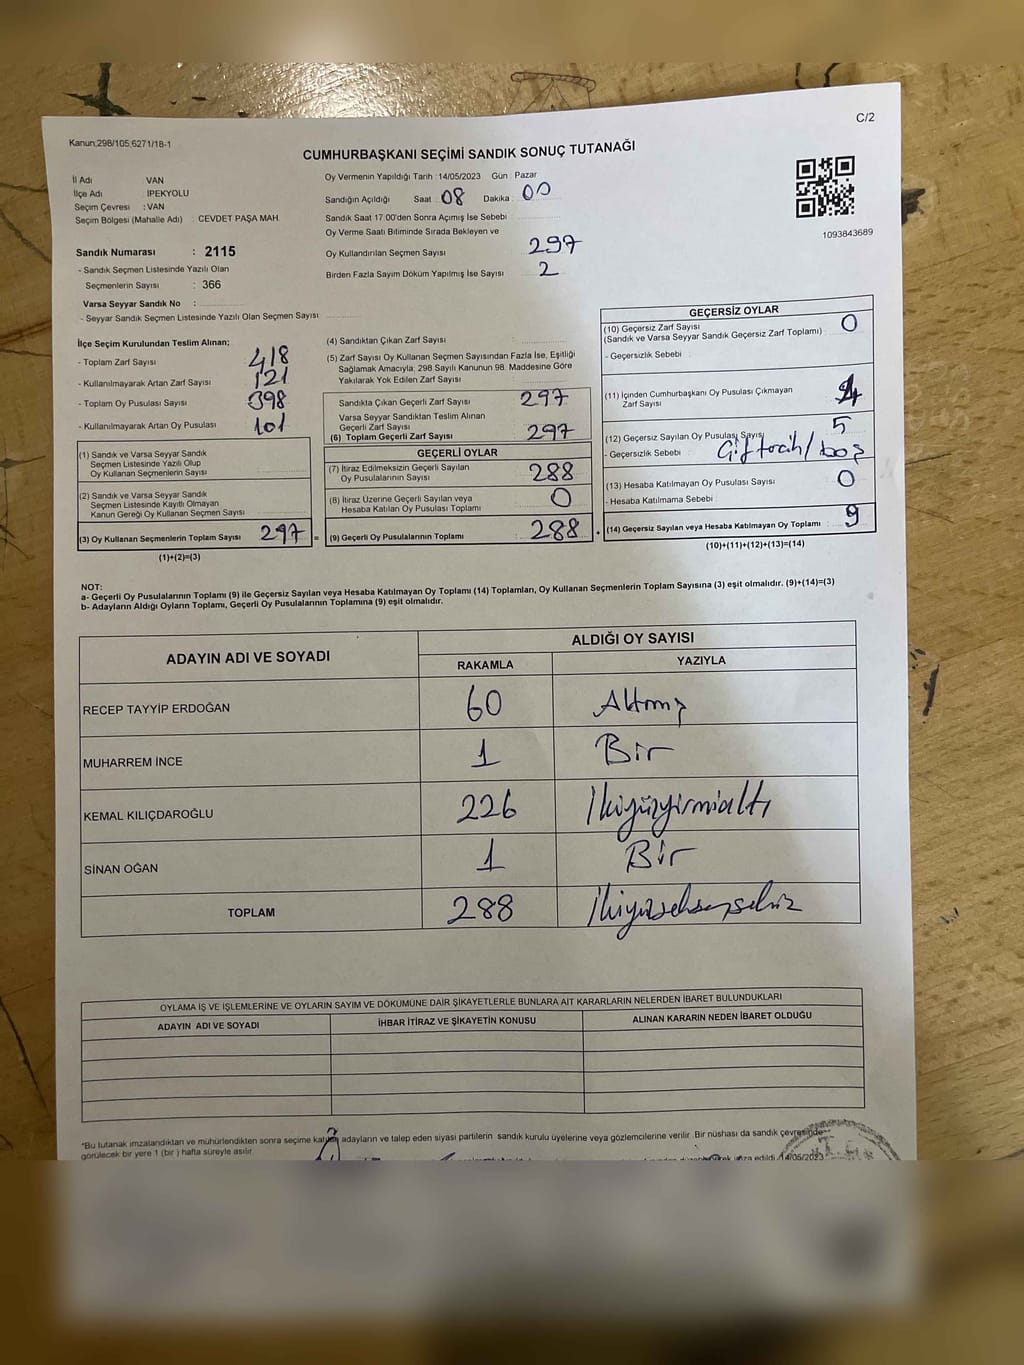 C/2
Kanun;298/105,6271/18-1
CUMHURBAŞKANI SEÇİMİ SANDIK SONUÇ TUTANAĞI
İl Adı VAN
İlçe Adı İPEKYOLU
Seçim Çevresi : VAN
Seçim Bölgesi (Mahalle Adı) : CEVDET PAŞA MAH.
Sandık Numarası : 2115
- Sandık Seçmen Listesinde Yazılı Olan
Seçmenlerin Sayısı : 366
Varsa Seyyar Sandık No :
- Seyyar Sandık Seçmen Listesinde Yazılı Olan Seçmen Sayısı
Oy Vermenin Yapıldığı Tarih :14/05/2023 Gün : Pazar
Sandığın Açıldığı Saat 08 Dakika 00
Sandık Saat 17.00'den Sonra Açılmış İse Sebebi
Oy Verme Saati Bitiminde Sırada Bekleyen ve
Oy Kullandırılan Seçmen Sayısı 297
Birden Fazla Sayım Döküm Yapılmış İse Sayısı 2
1093843689
İlçe Seçim Kurulundan Teslim Alınan;
- Toplam Zarf Sayısı 418
- Kullanılmayarak Artan Zarf Sayısı 121
- Toplam Oy Pusulası Sayısı 398
- Kullanılmayarak Artan Oy Pusulası 101
(1) Sandık ve Varsa Seyyar Sandık
Seçmen Listesinde Yazılı Olup
Oy Kullanan Seçmenlerin Sayısı
(2) Sandık ve Varsa Seyyar Sandık
Seçmen Listesinde Kayıtlı Olmayan
Kanun Gereği Oy Kullanan Seçmen Sayısı
(3) Oy Kullanan Seçmenlerin Toplam Sayısı 297 =
(1)+(2)=(3)
(4) Sandıktan Çıkan Zarf Sayısı
(5) Zarf Sayısı Oy Kullanan Seçmen Sayısından Fazla İse, Eşitliği
Sağlamak Amacıyla; 298 Sayılı Kanunun 98. Maddesine Göre
Yakılarak Yok Edilen Zarf Sayısı
Sandıkta Çıkan Geçerli Zarf Sayısı 297
Varsa Seyyar Sandıktan Teslim Alınan
Geçerli Zarf Sayısı
(6) Toplam Geçerli Zarf Sayısı 297
GEÇERLİ OYLAR
(7) İtiraz Edilmeksizin Geçerli Sayılan
Oy Pusulasının Sayısı 288
(8) İtiraz Üzerine Geçerli Sayılan veya
Hesaba Katılan Oy Pusulası Toplamı 0
(9) Geçerli Oy Pusulalarının Toplamı : 288 +
GEÇERSİZ OYLAR
(10) Geçersiz Zarf Sayısı 0
(Sandık ve Varsa Seyyar Sandık Geçersiz Zarf Toplamı)
- Geçersizlik Sebebi
(11) İçinden Cumhurbaşkanı Oy Pusulası Çıkmayan
Zarf Sayısı 4
(12) Geçersiz Sayılan Oy Pusulası Sayısı 5
- Geçersizlik Sebebi Çift tercih/boş
(13) Hesaba Katılmayan Oy Pusulası Sayısı 0
- Hesaba Katılmama Sebebi
(14) Geçersiz Sayılan veya Hesaba Katılmayan Oy Toplamı 9
(10)+(11)+(12)+(13)=(14)
NOT:
a- Geçerli Oy Pusulalarının Toplamı (9) ile Geçersiz Sayılan veya Hesaba Katılmayan Oy Toplamı (14) Toplamları, Oy Kullanan Seçmenlerin Toplam Sayısına (3) eşit olmalıdır. (9)+(14)=(3)
b- Adayların Aldığı Oyların Toplamı, Geçerli Oy Pusulalarının Toplamına (9) eşit olmalıdır.
ADAYIN ADI VE SOYADI
ALDIĞI OY SAYISI
RAKAMLA YAZIYLA
RECEP TAYYİP ERDOĞAN 60 Altmış
MUHARREM İNCE 1 Bir
KEMAL KILIÇDAROĞLU 226 İkiyüzyirmialtı
SİNAN OĞAN 1 Bir
TOPLAM 288 İkiyüzseksensekiz
OYLAMA İŞ VE İŞLEMLERİNE VE OYLARIN SAYIM VE DÖKÜMÜNE DAİR ŞİKAYETLERLE BUNLARA AİT KARARLARIN NELERDEN İBARET BULUNDUKLARI
ADAYIN ADI VE SOYADI İHBAR İTİRAZ VE ŞİKAYETİN KONUSU ALINAN KARARIN NEDEN İBARET OLDUĞU
*Bu tutanak imzalandıktan ve mühürlendikten sonra seçime katılan adayların ve talep eden siyasi partilerin sandık kurulu üyelerine veya gözlemcilerine verilir. Bir nüshası da sandık çevresinde
görülecek bir yere 1 (bir ) hafta süreyle asılır.
imza edildi. 14/05/2023
T.C.